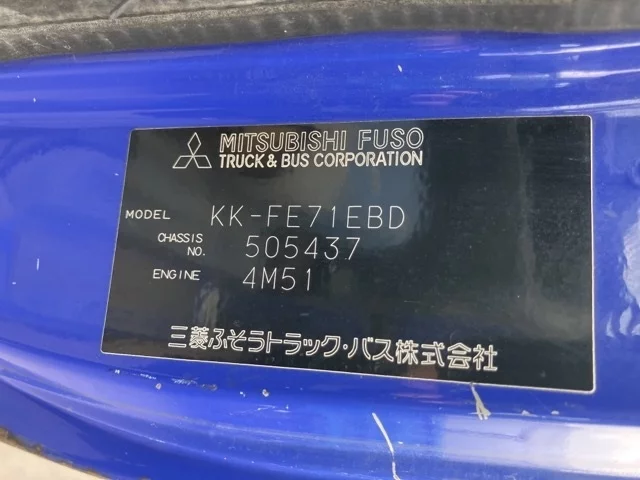 MITSUBISHI FUSO
TRUCK & BUS CORPORATION
MODEL KK-FE71EBD
CHASSIS NO. 505437
ENGINE 4M51
三菱ふそうトラック・バス株式会社